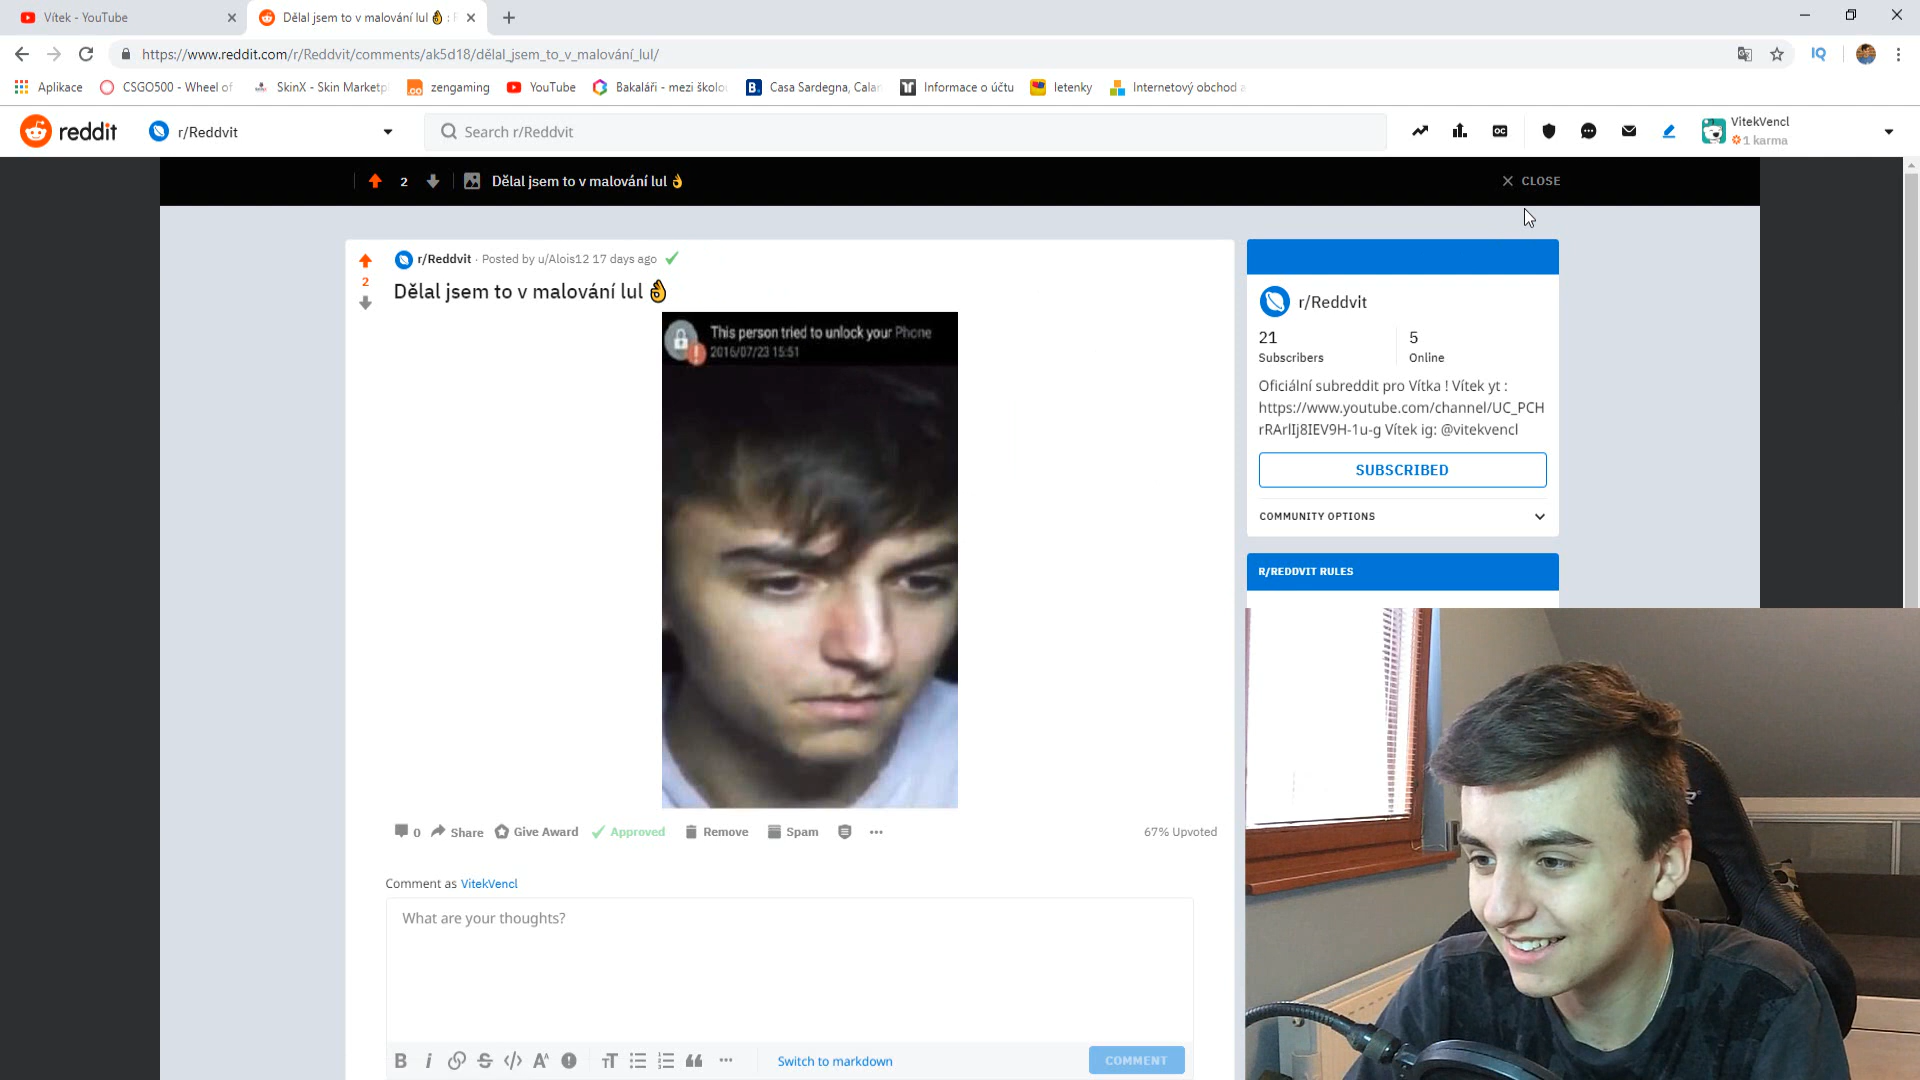 Vítek - YouTube
Dělal jsem to v malování lul👌 :
https://www.reddit.com/r/Reddvit/comments/ak5d18/dělal_jsem_to_v_malování_lul/
Aplikace
CSGO500 - Wheel of
SkinX - Skin Marketpl
zengaming
YouTube
Bakaláři - mezi školo
Casa Sardegna, Calar
Informace o účtu
letenky
Internetový obchod a
IQ
reddit
r/Reddvit
Search r/Reddvit
VitekVencl
1 karma
2
Dělal jsem to v malování lul 👌
CLOSE
r/Reddvit · Posted by u/Alois12 17 days ago
2
Dělal jsem to v malování lul 👌
This person tried to unlock your Phone
2016/07/23 15:51
0
Share
Give Award
Approved
Remove
Spam
67% Upvoted
Comment as VitekVencl
What are your thoughts?
Switch to markdown
COMMENT
r/Reddvit
21
Subscribers
5
Online
Oficiální subreddit pro Vítka ! Vítek yt :
https://www.youtube.com/channel/UC_PCH
rRArlIj8IEV9H-1u-g Vítek ig: @vitekvencl
SUBSCRIBED
COMMUNITY OPTIONS
R/REDDVIT RULES